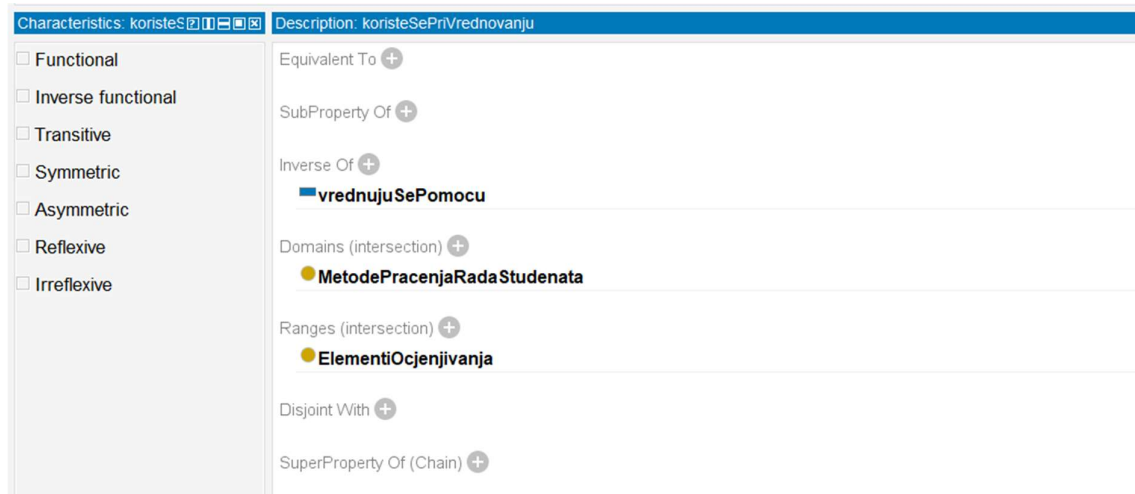 Characteristics: koristeS
Functional
Inverse functional
Transitive
Symmetric
Asymmetric
Reflexive
Irreflexive
Description: koristeSePriVrednovanju
Equivalent To
SubProperty Of
Inverse Of
vrednujuSePomocu
Domains (intersection)
MetodePracenjaRadaStudenata
Ranges (intersection)
ElementiOcjenjivanja
Disjoint With
SuperProperty Of (Chain)